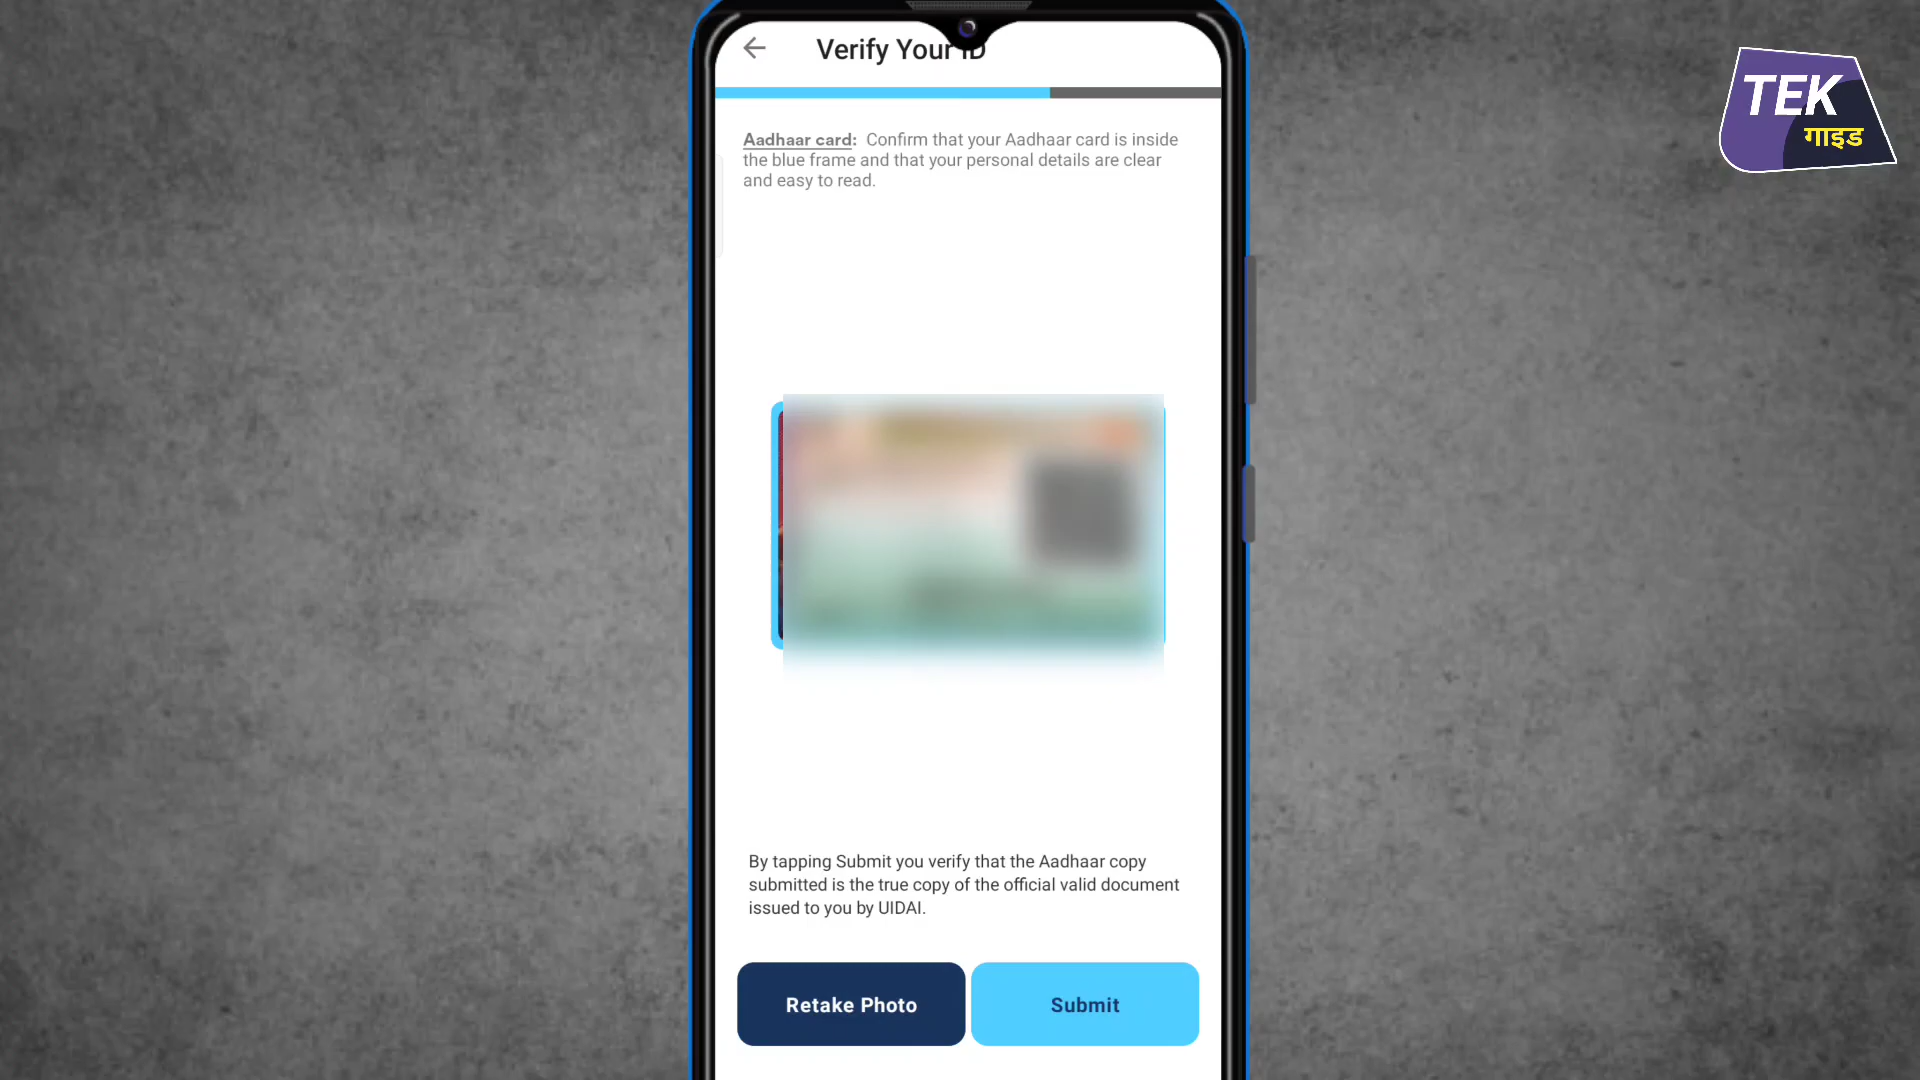 Verify Your ID
TEK
गाइड
Aadhaar card: Confirm that your Aadhaar card is inside
the blue frame and that your personal details are clear
and easy to read.
By tapping Submit you verify that the Aadhaar copy
submitted is the true copy of the official valid document
issued to you by UIDAI.
Retake Photo
Submit